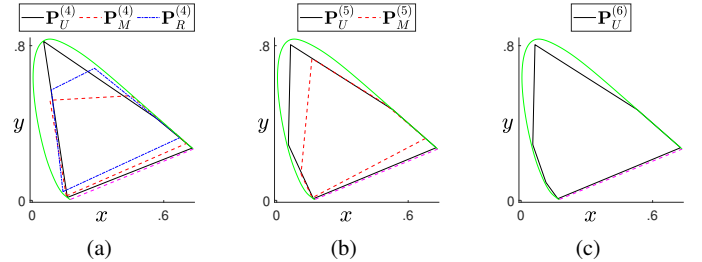 P_U^(4) P_M^(4) P_R^(4)
P_U^(5) P_M^(5)
P_U^(6)
.8
y
0
0
x
.6
.8
y
0
0
x
.6
.8
y
0
0
x
.6
(a)
(b)
(c)